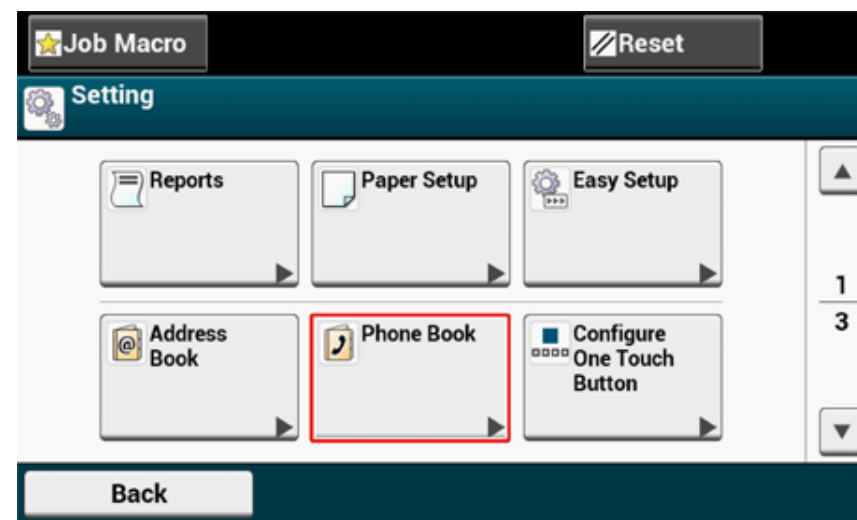 Job Macro
Reset
Setting
Reports
Paper Setup
Easy Setup
1
3
Address
Book
Phone Book
Configure
One Touch
Button
Back